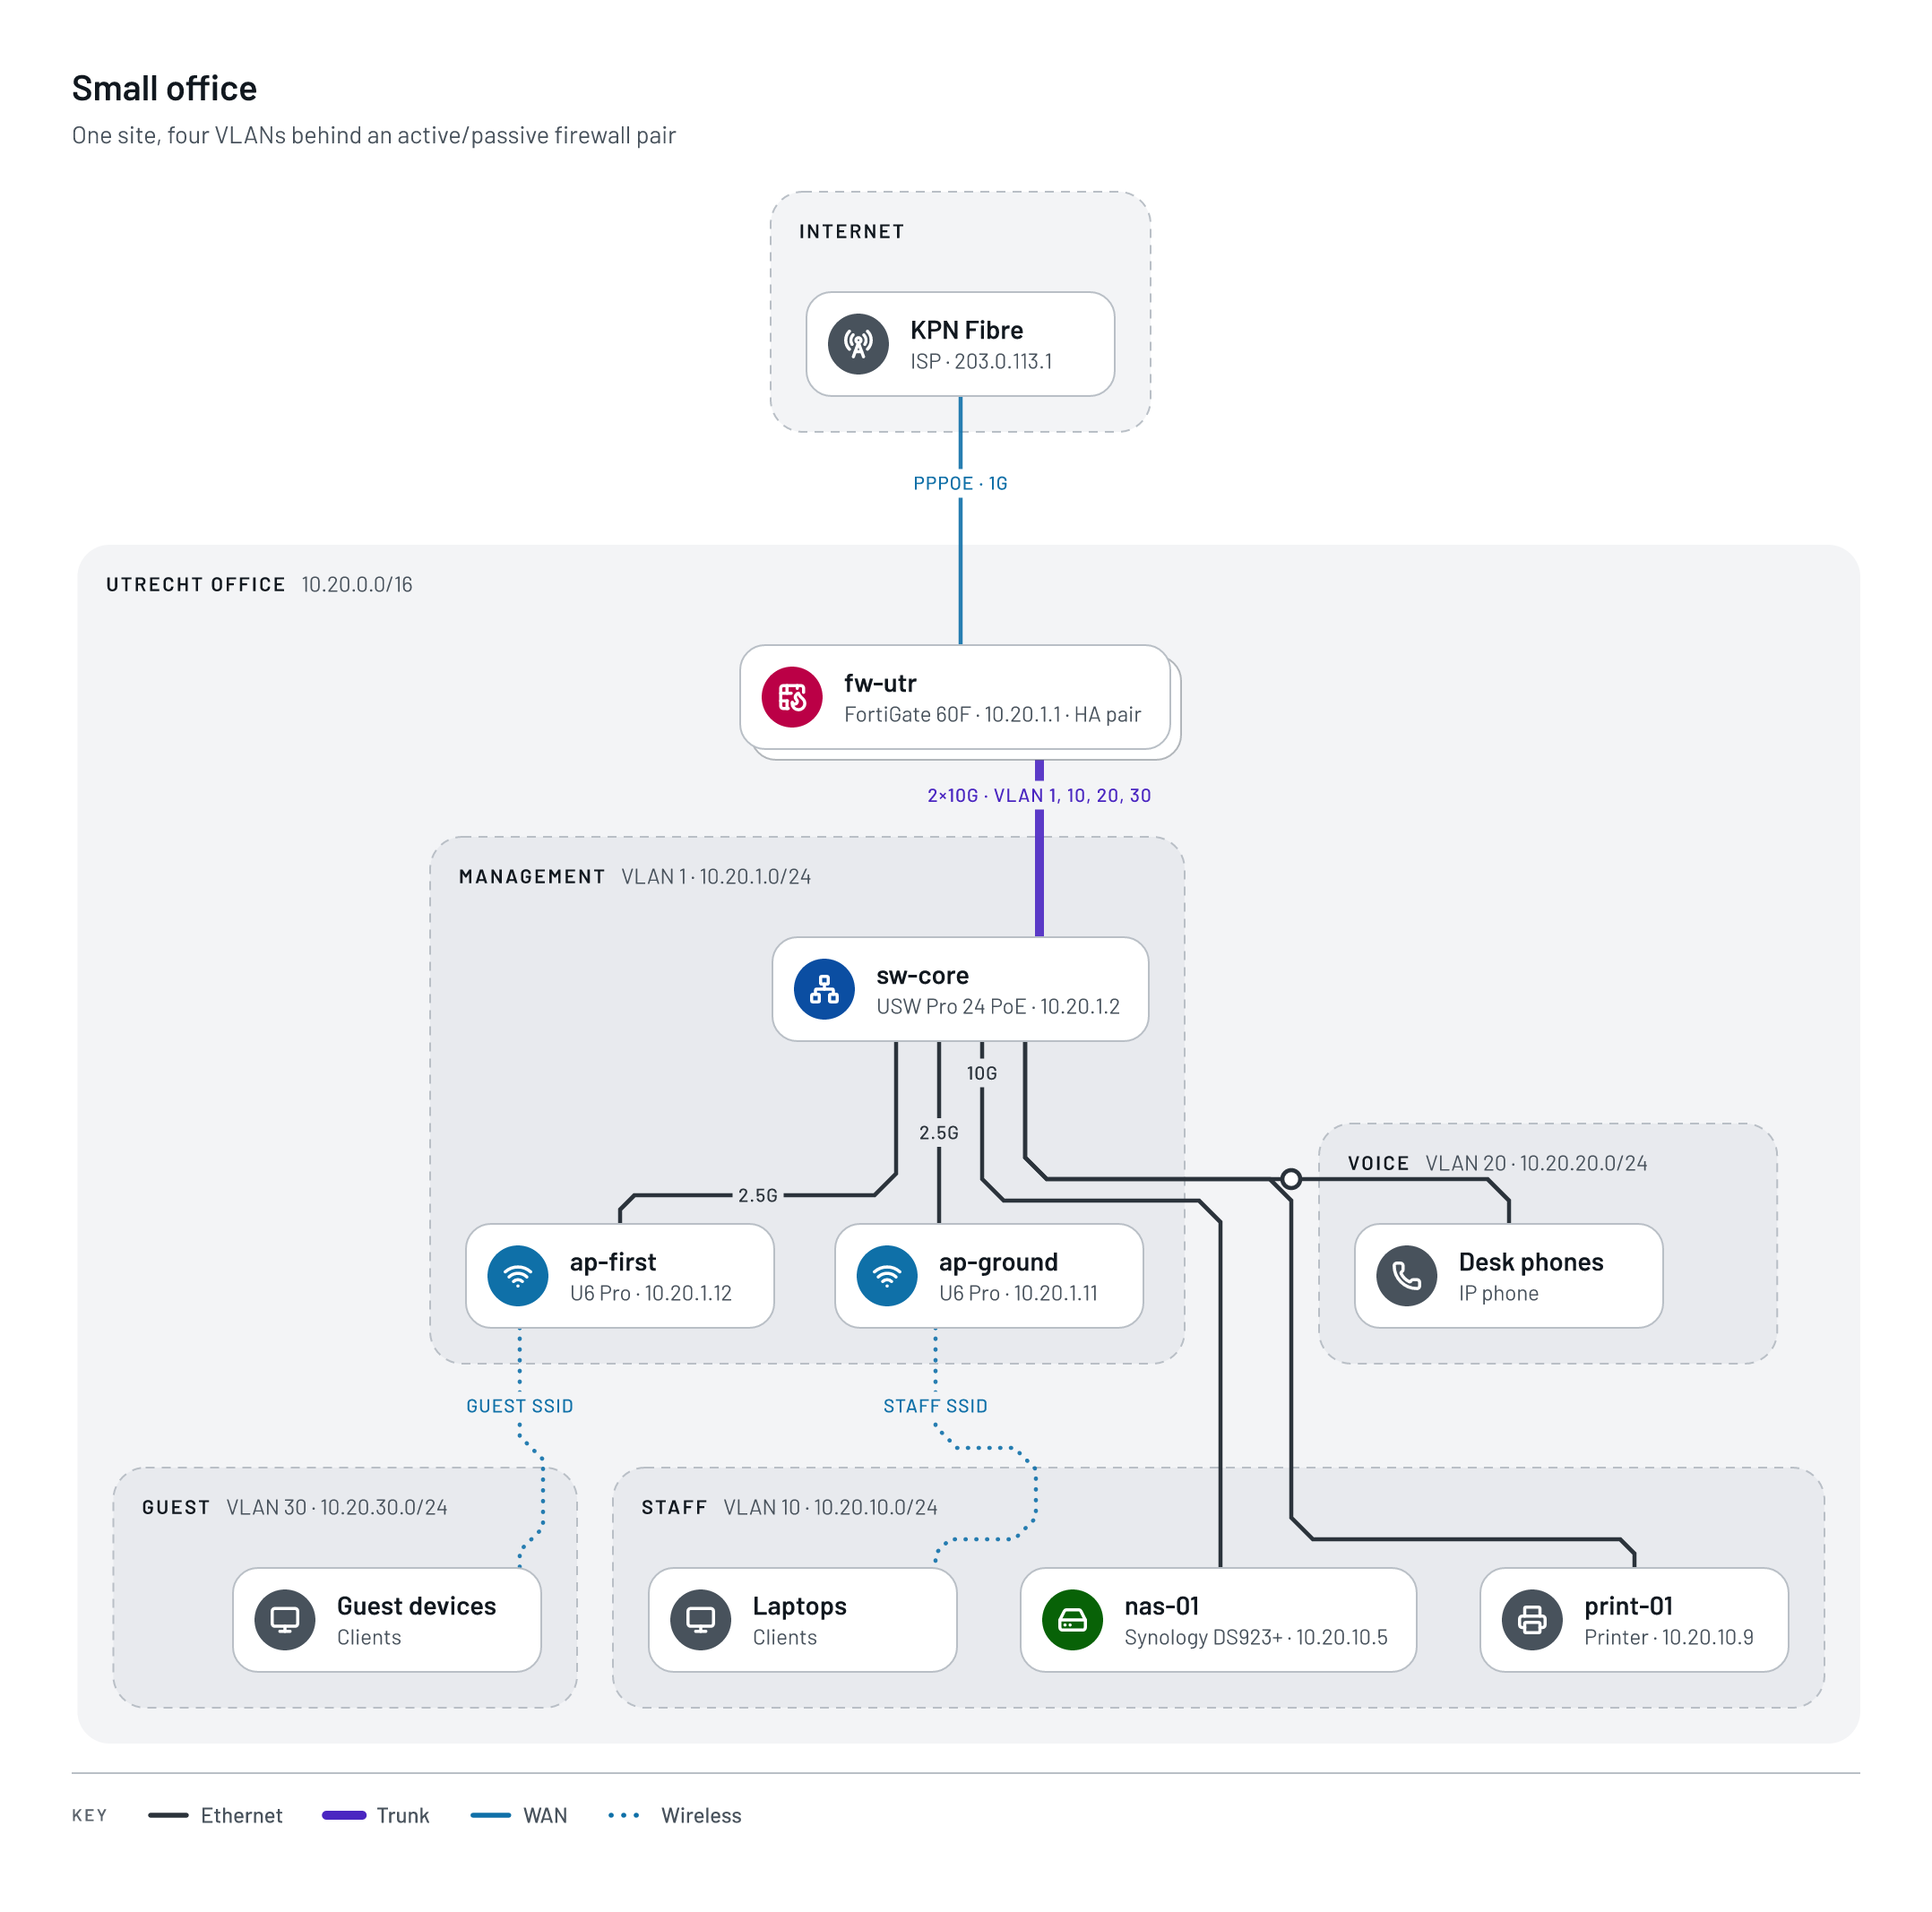 Small office
One site, four VLANs behind an active/passive firewall pair
INTERNET
KPN Fibre
ISP · 203.0.113.1
PPPOE · 1G
UTRECHT OFFICE 10.20.0.0/16
fw-utr
FortiGate 60F · 10.20.1.1 · HA pair
2×10G · VLAN 1, 10, 20, 30
MANAGEMENT VLAN 1 · 10.20.1.0/24
sw-core
USW Pro 24 PoE · 10.20.1.2
10G
2.5G
2.5G
VOICE VLAN 20 · 10.20.20.0/24
ap-first
U6 Pro · 10.20.1.12
ap-ground
U6 Pro · 10.20.1.11
Desk phones
IP phone
GUEST SSID
STAFF SSID
GUEST VLAN 30 · 10.20.30.0/24
STAFF VLAN 10 · 10.20.10.0/24
Guest devices
Clients
Laptops
Clients
nas-01
Synology DS923+ · 10.20.10.5
print-01
Printer · 10.20.10.9
KEY Ethernet Trunk WAN Wireless